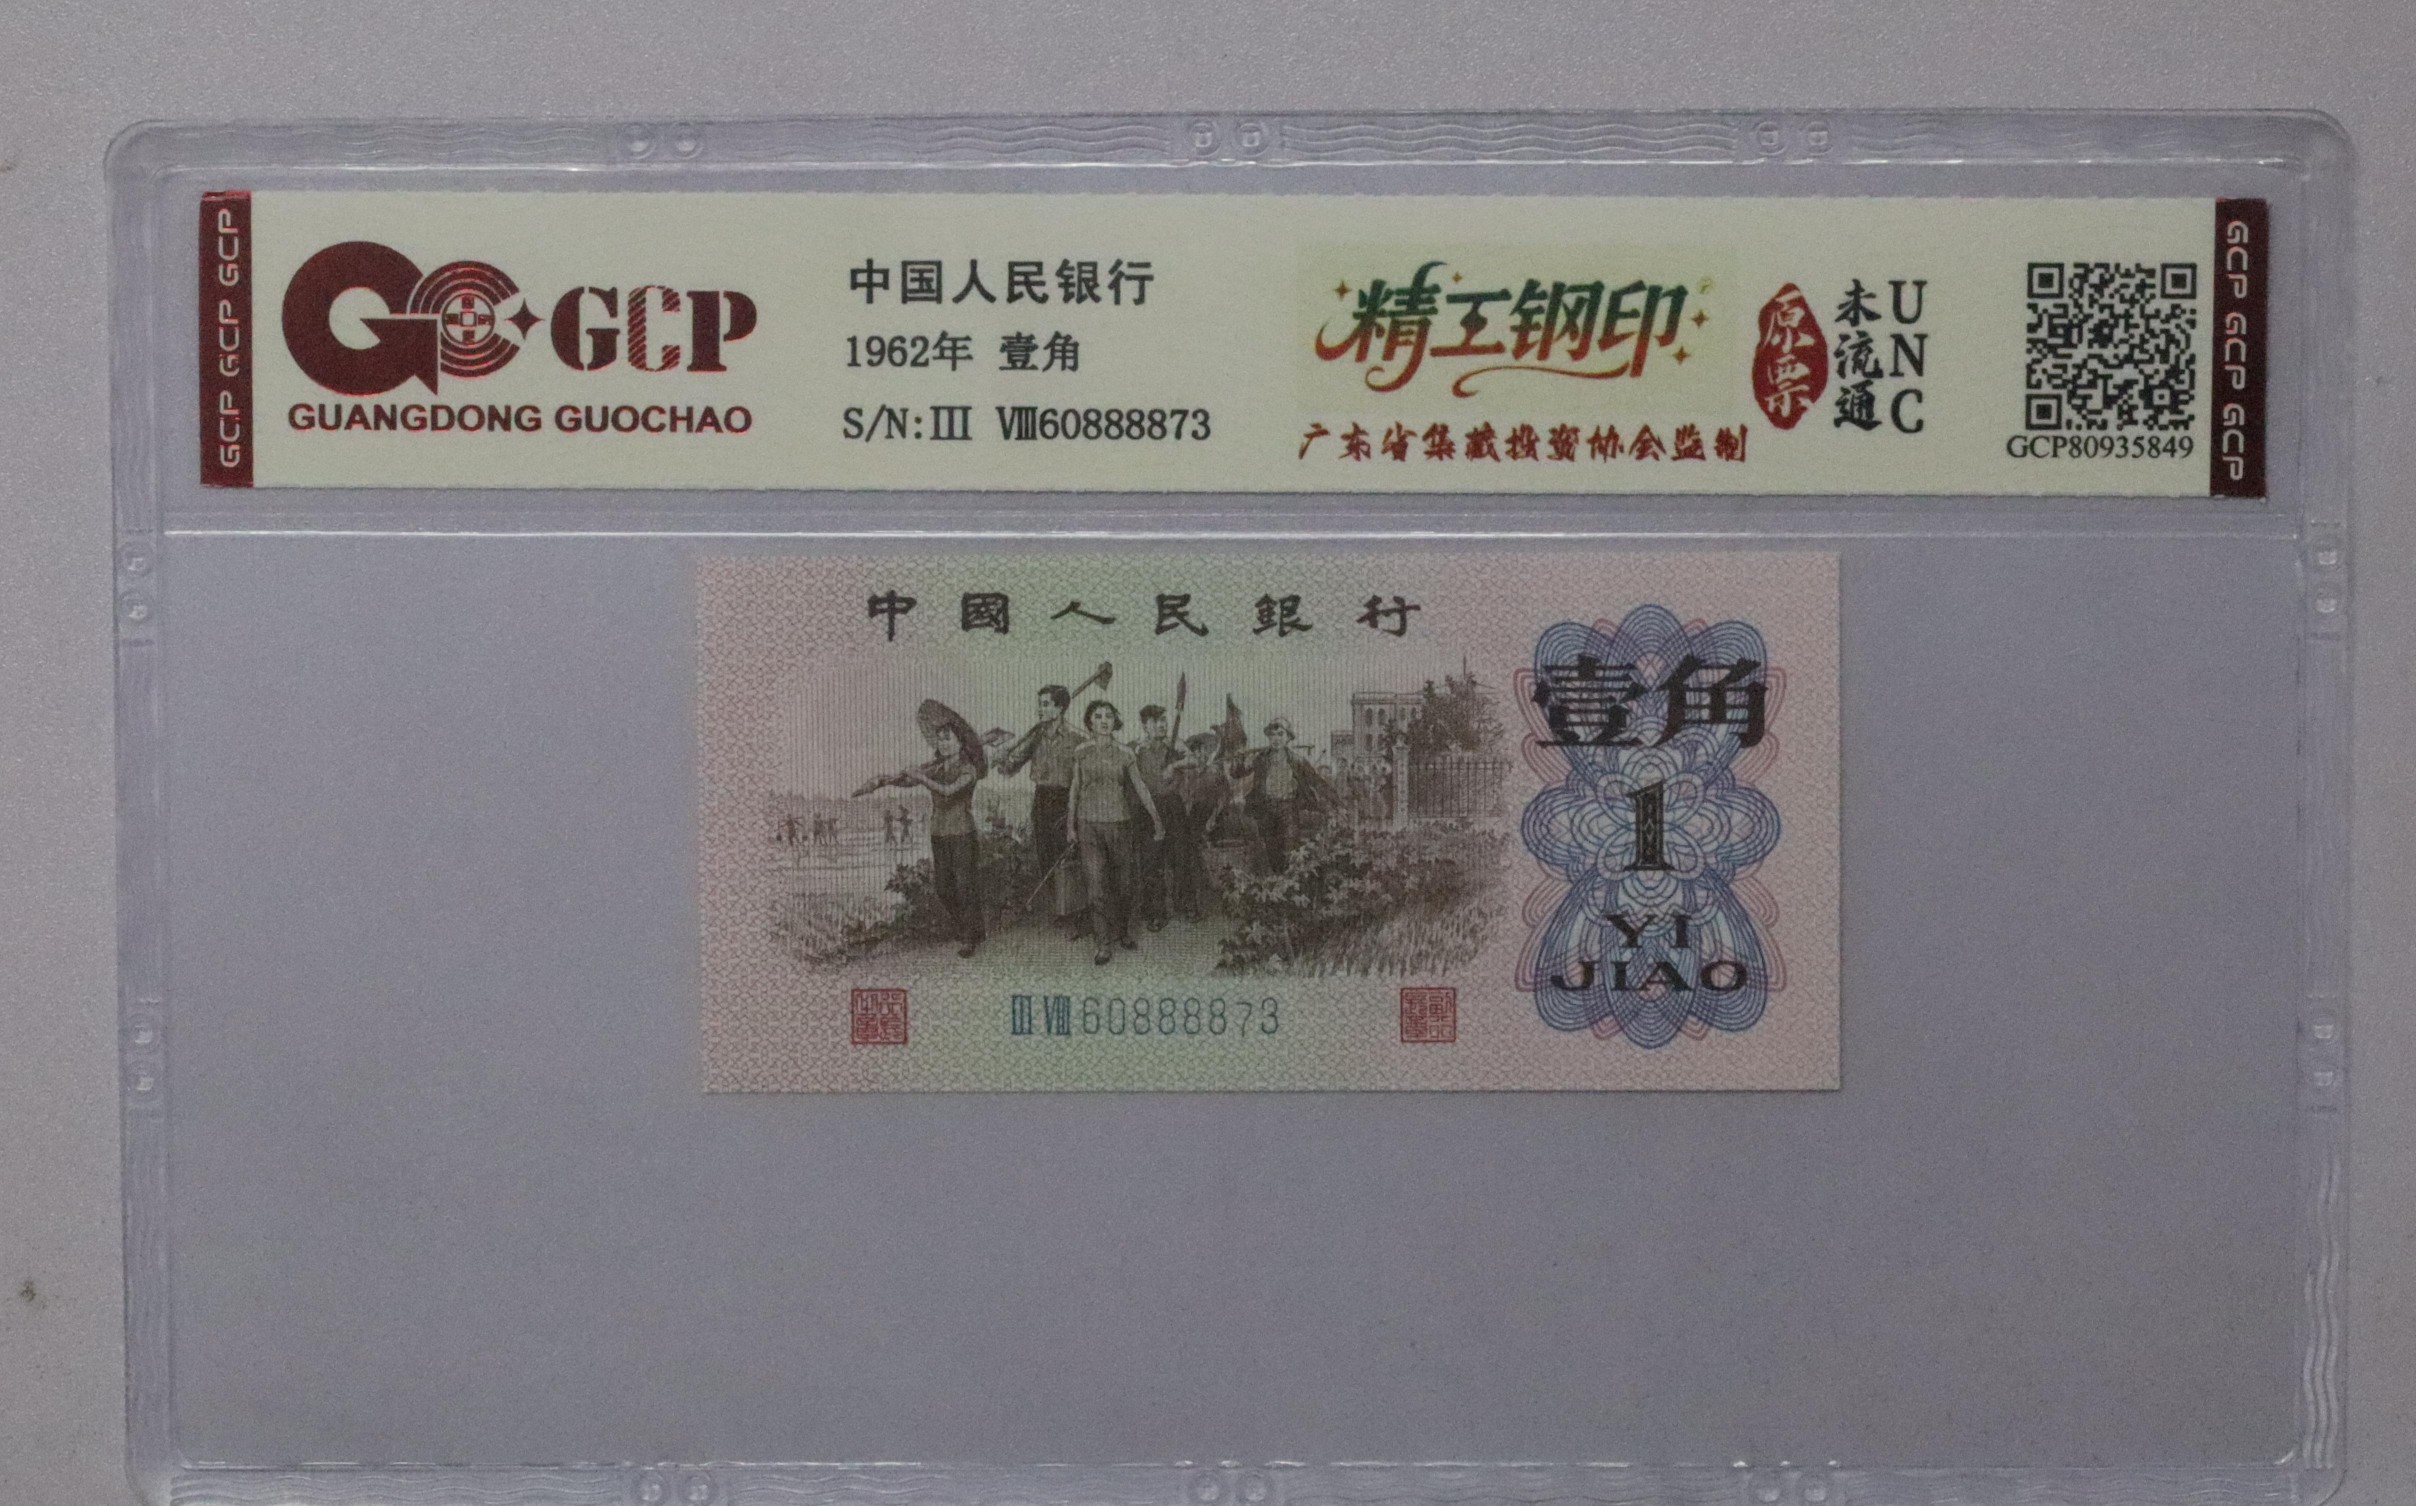 GCP GCP GCP
GCP
GUANGDONG GUOCHAO
中国人民银行
1962年 壹角
S/N:III VIII60888873
精工钢印
广东省集藏投资协会监制
原票
未流通
UNC
GCP80935849
GCP GCP GCP
中國人民銀行
壹角
1
YI
JIAO
III VIII 60888873